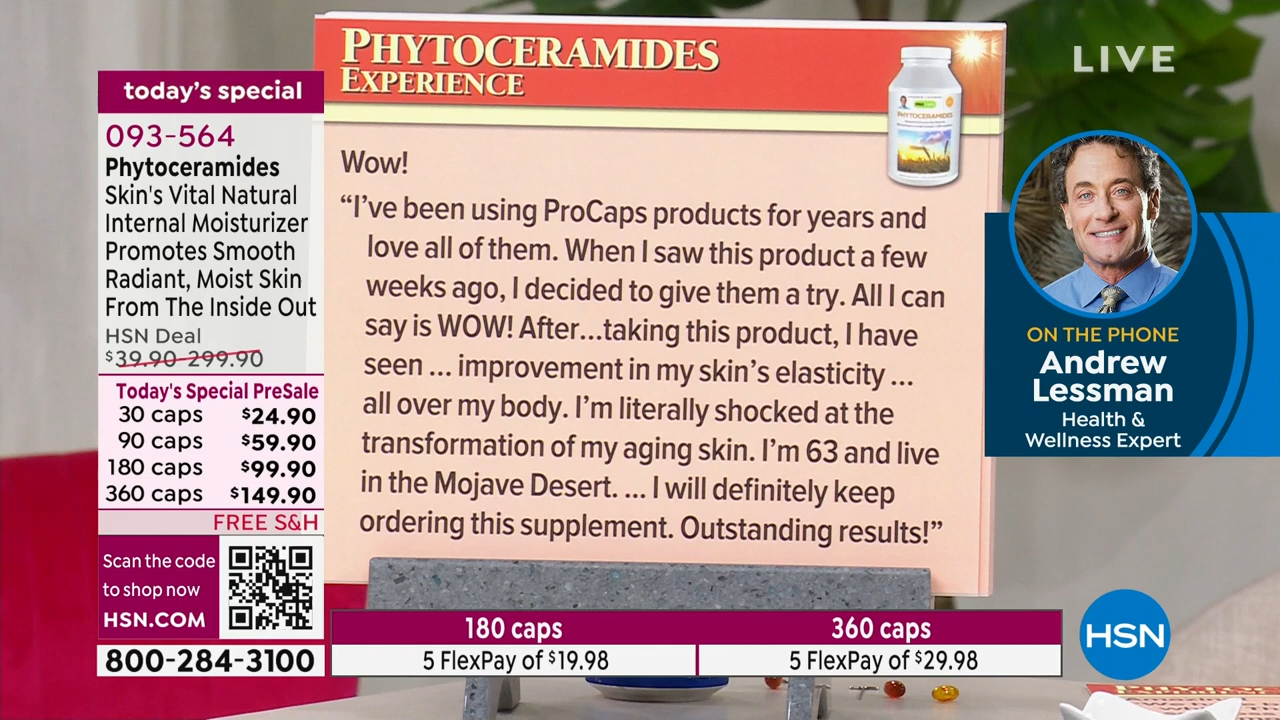 LIVE
today's special
093-564
Phytoceramides
Skin's Vital Natural
Internal Moisturizer
Promotes Smooth
Radiant, Moist Skin
From The Inside Out
HSN Deal
$39.90-299.90
Today's Special PreSale
30 caps $24.90
90 caps $59.90
180 caps $99.90
360 caps $149.90
FREE S&H
Scan the code
to shop now
HSN.COM
800-284-3100
PHYTOCERAMIDES
EXPERIENCE
PHYTOCERAMIDES
Wow!
“I’ve been using ProCaps products for years and
love all of them. When I saw this product a few
weeks ago, I decided to give them a try. All I can
say is WOW! After...taking this product, I have
seen ... improvement in my skin’s elasticity ...
all over my body. I’m literally shocked at the
transformation of my aging skin. I’m 63 and live
in the Mojave Desert. ... I will definitely keep
ordering this supplement. Outstanding results!”
ON THE PHONE
Andrew
Lessman
Health &
Wellness Expert
180 caps 360 caps
5 FlexPay of $19.98 5 FlexPay of $29.98
HSN